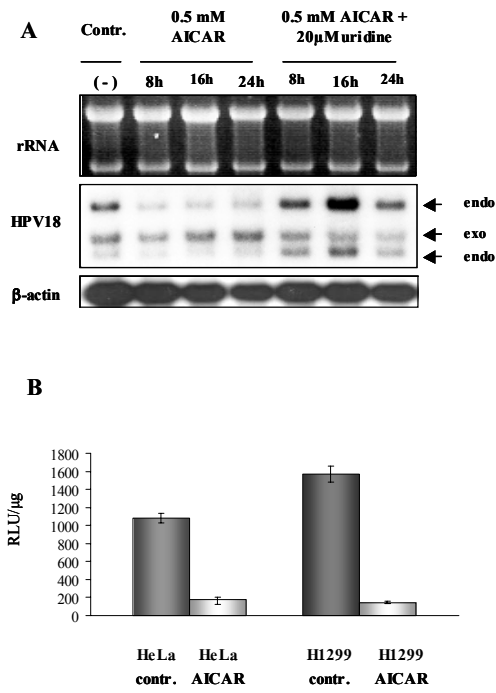 A
Contr.
0.5 mM
AICAR
0.5 mM AICAR +
20µM uridine
(-)
8h
16h
24h
8h
16h
24h
rRNA
HPV18
endo
exo
endo
β-actin
B
RLU/µg
1800
1600
1400
1200
1000
800
600
400
200
0
HeLa
contr.
HeLa
AICAR
H1299
contr.
H1299
AICAR